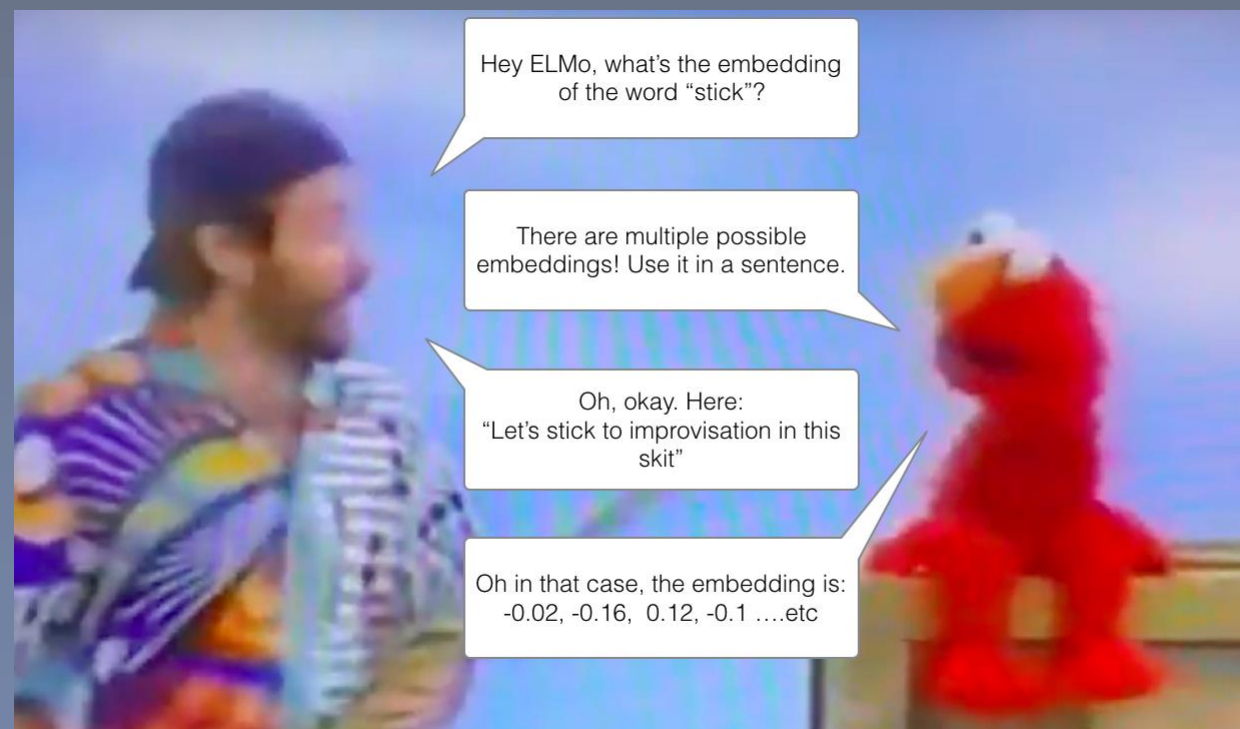 Hey ELMo, what's the embedding
of the word “stick”?
There are multiple possible
embeddings! Use it in a sentence.
Oh, okay. Here:
“Let's stick to improvisation in this
skit”
Oh in that case, the embedding is:
-0.02, -0.16, 0.12, -0.1 ….etc